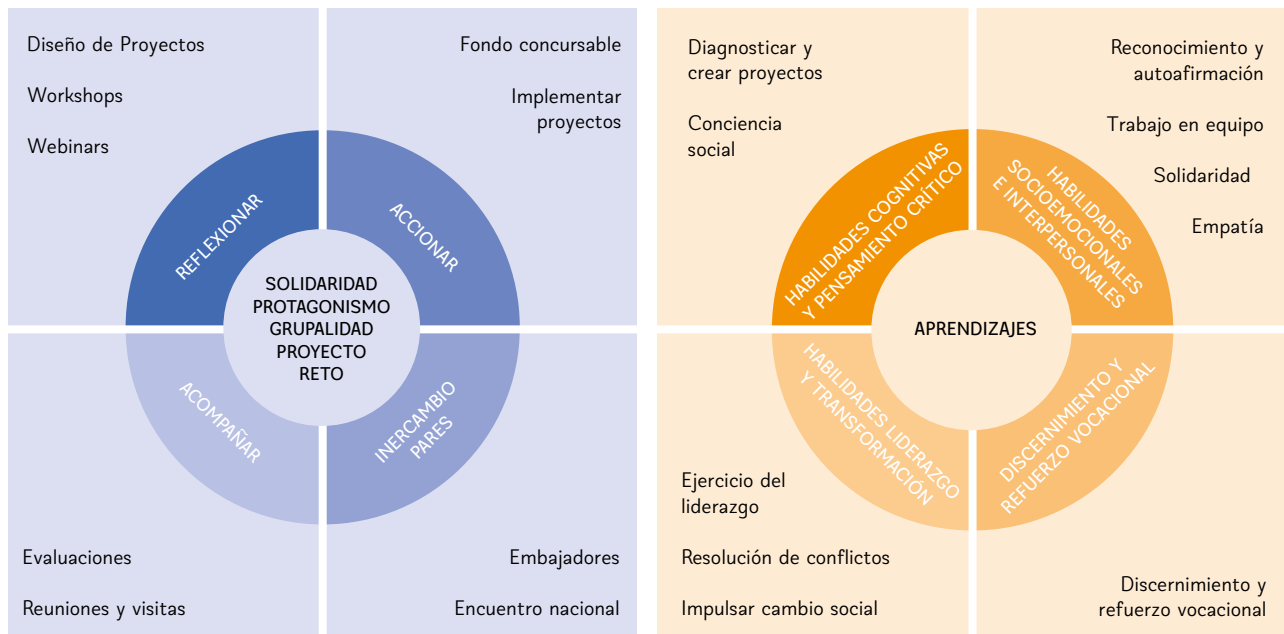 Diseño de Proyectos
Workshops
Webinars
Fondo concursable
Implementar
proyectos
REFLEXIONAR
ACCIONAR
SOLIDARIDAD
PROTAGONISMO
GRUPALIDAD
PROYECTO
RETO
ACOMPAÑAR
INERCAMBIO
PARES
Evaluaciones
Reuniones y visitas
Embajadores
Encuentro nacional
Diagnosticar y
crear proyectos
Conciencia
social
Reconocimiento y
autoafirmación
Trabajo en equipo
Solidaridad
Empatía
HABILIDADES COGNITIVAS
Y PENSAMIENTO CRÍTICO
HABILIDADES
SOCIOEMOCIONALES
E INTERPERSONALES
APRENDIZAJES
HABILIDADES LIDERAZGO
Y TRANSFORMACIÓN
DISCERNIMIENTO Y
REFUERZO VOCACIONAL
Ejercicio del
liderazgo
Resolución de conflictos
Impulsar cambio social
Discernimiento y
refuerzo vocacional